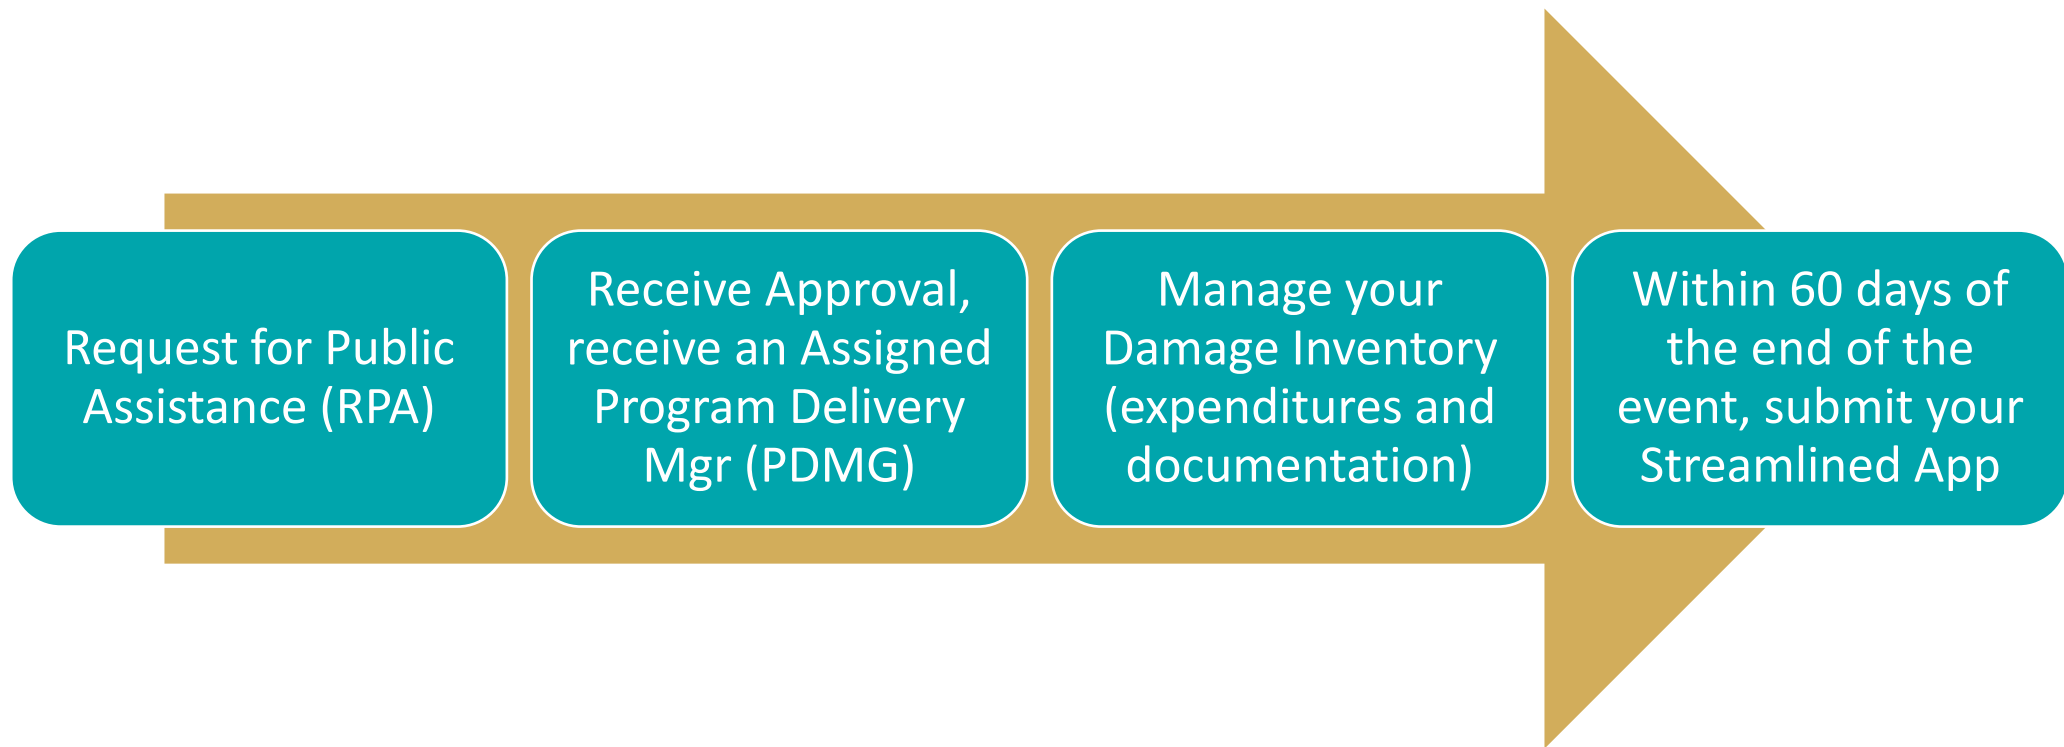 Request for Public
Assistance (RPA)
Receive Approval,
receive an Assigned
Program Delivery
Mgr (PDMG)
Manage your
Damage Inventory
(expenditures and
documentation)
Within 60 days of
the end of the
event, submit your
Streamlined App